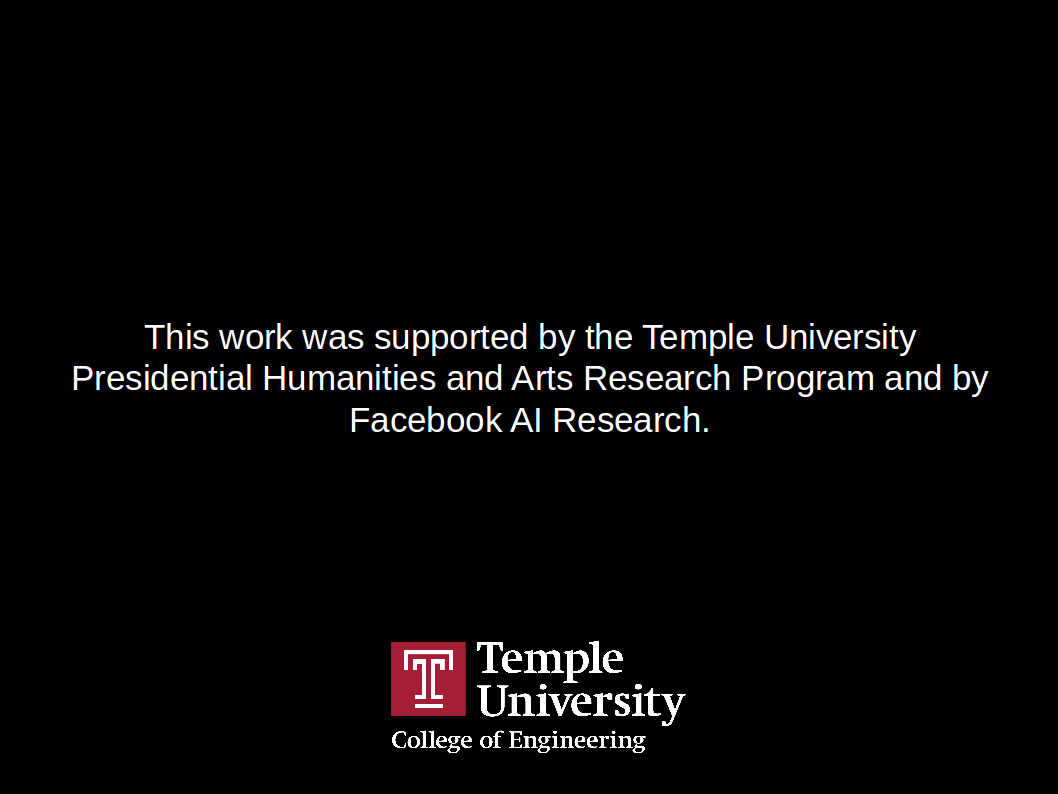 This work was supported by the Temple University
Presidential Humanities and Arts Research Program and by
Facebook AI Research.
T Temple
University
College of Engineering